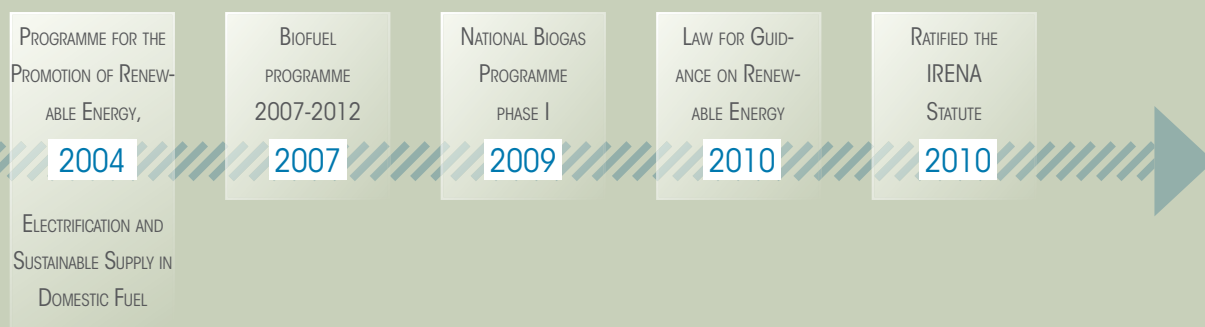 Programme for the
Promotion of Renew-
able Energy,
2004
Electrification and
Sustainable Supply in
Domestic Fuel
Biofuel
programme
2007-2012
2007
National Biogas
Programme
phase I
2009
Law for Guid-
ance on Renew-
able Energy
2010
Ratified the
IRENA
Statute
2010